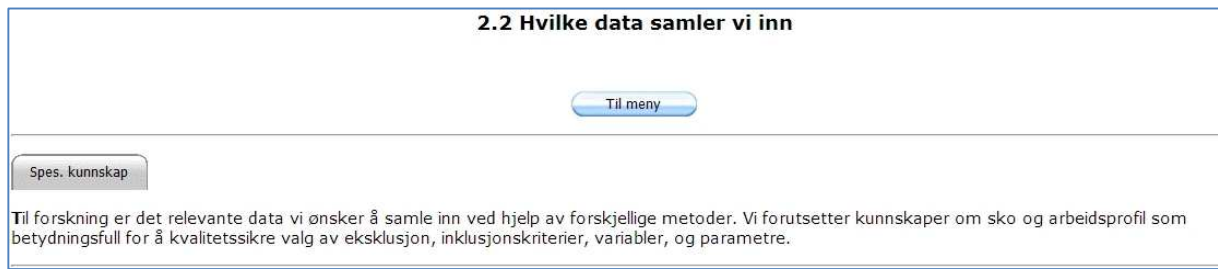 2.2 Hvilke data samler vi inn
Til meny
Spes. kunnskap
Til forskning er det relevante data vi ønsker å samle inn ved hjelp av forskjellige metoder. Vi forutsetter kunnskaper om sko og arbeidsprofil som
betydningsfull for å kvalitetssikre valg av eksklusjon, inklusjonskriterier, variabler, og parametre.